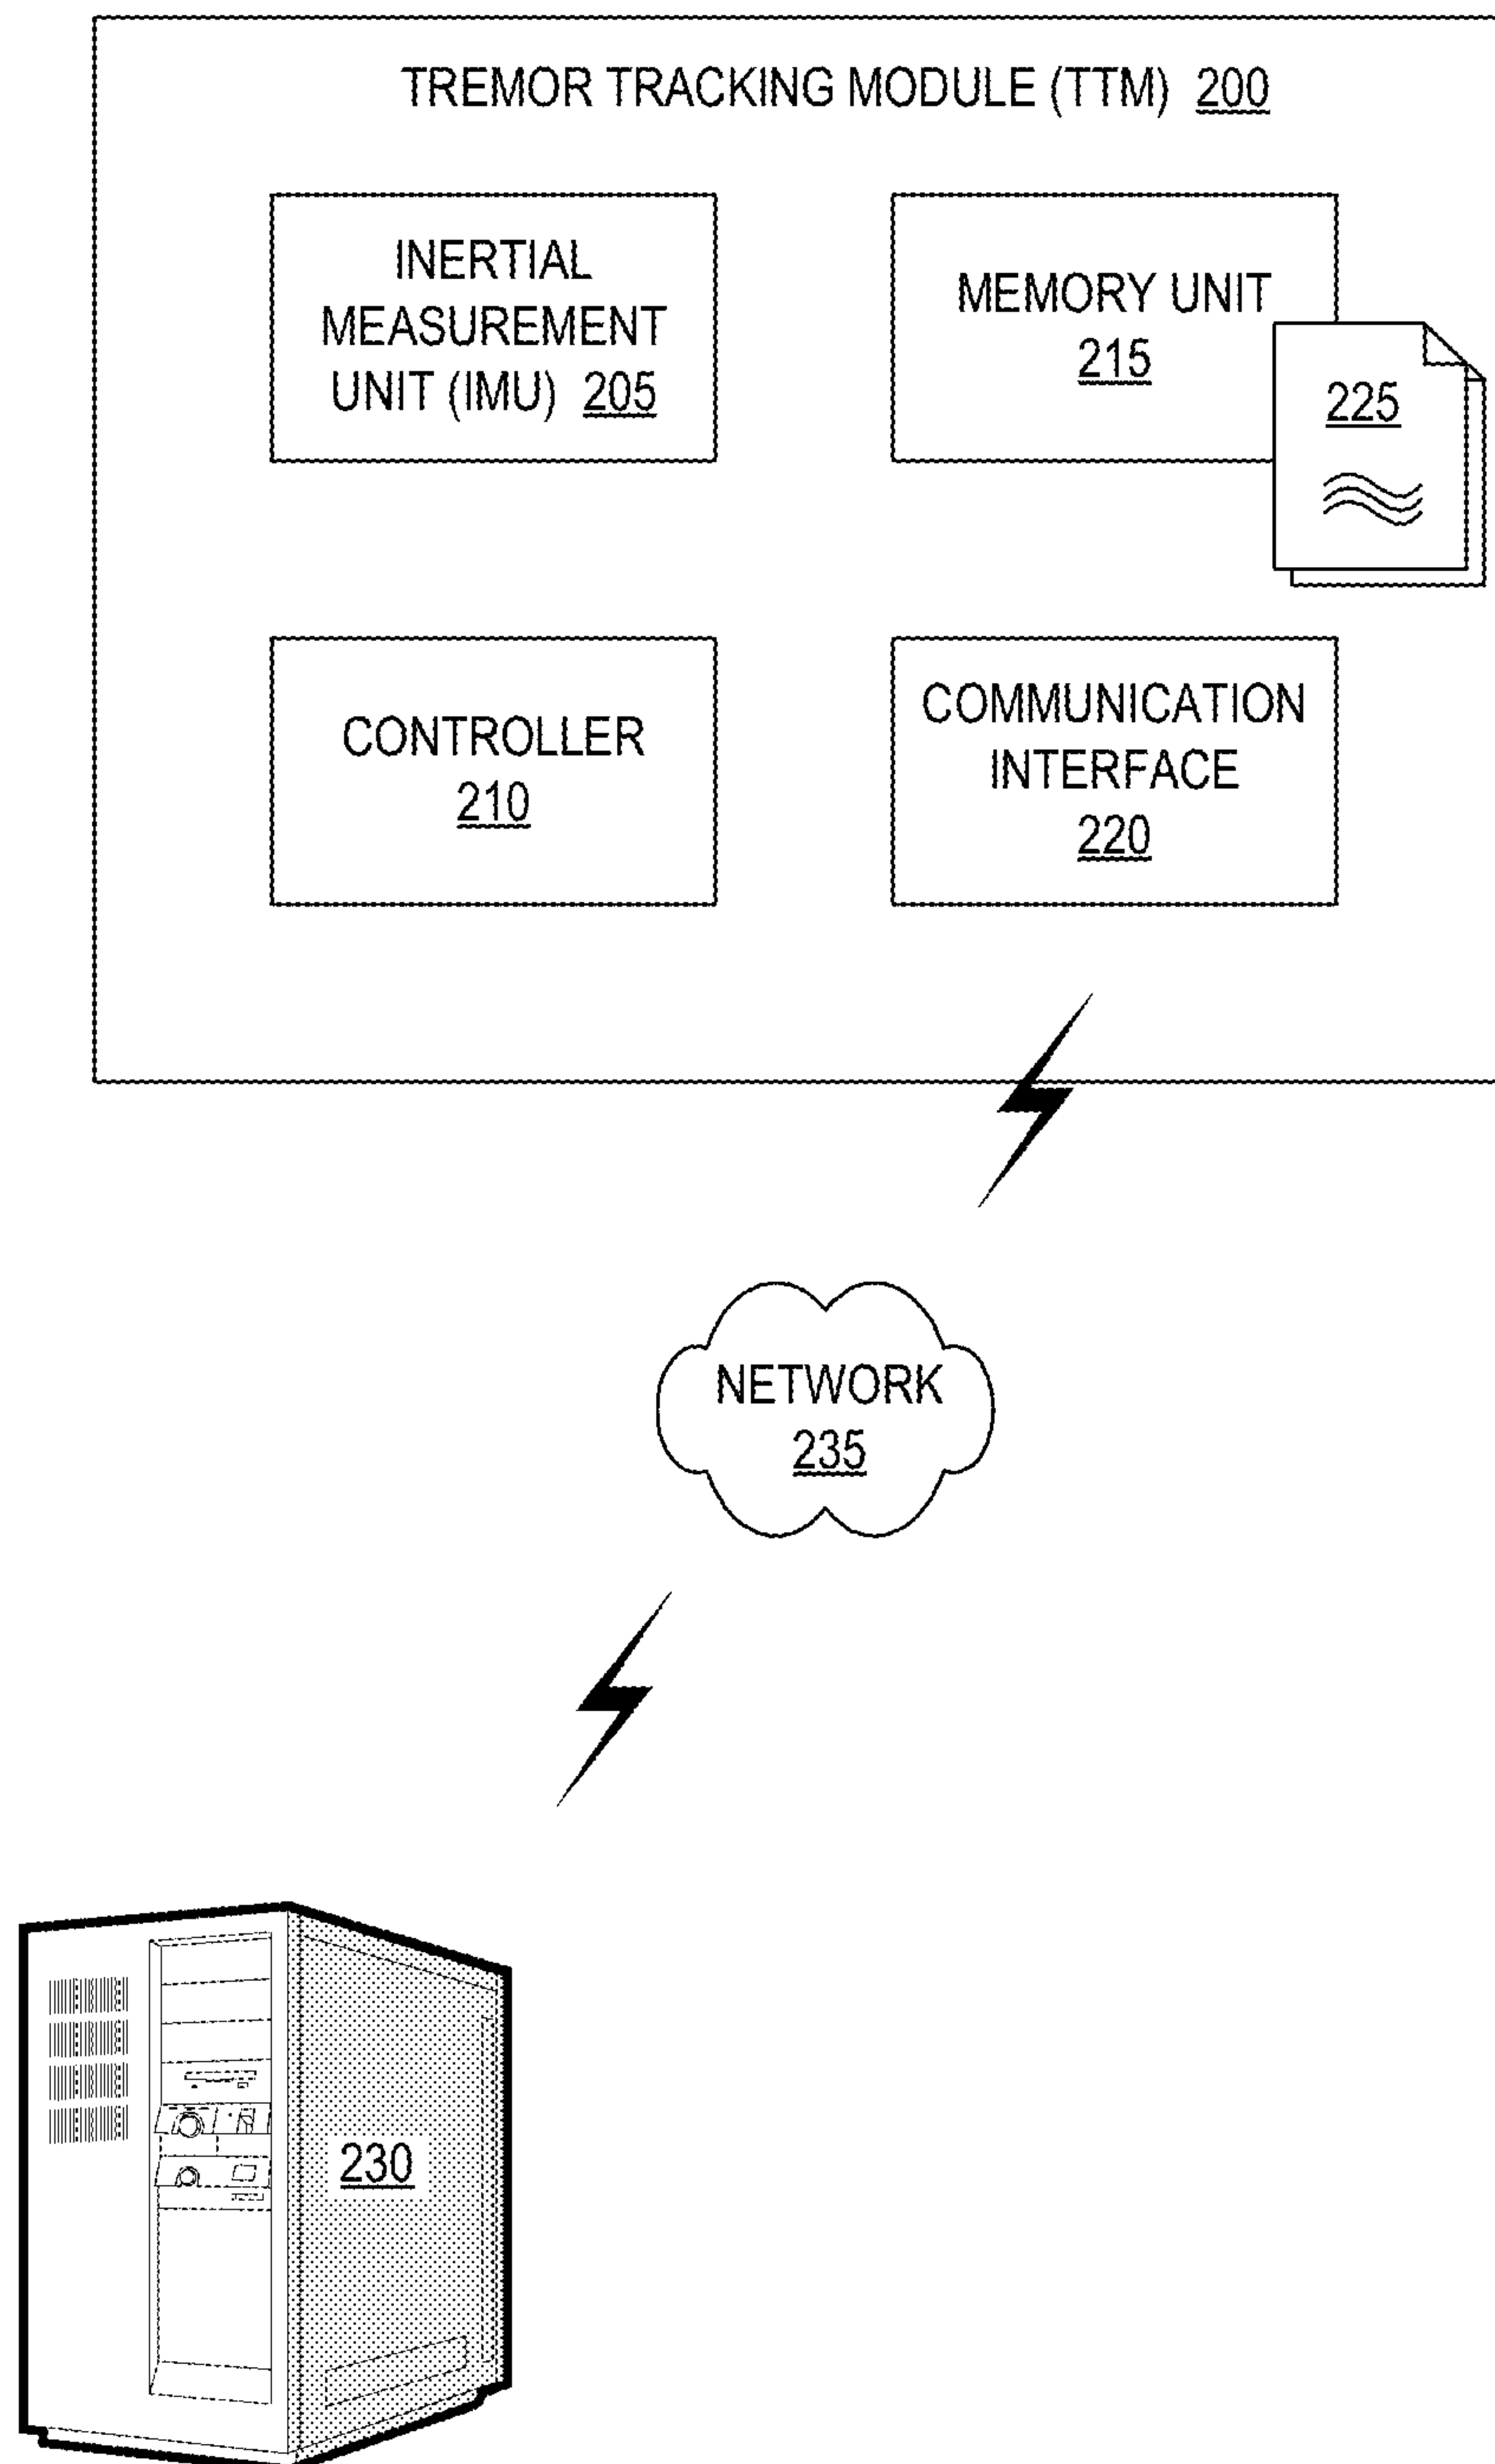 TREMOR TRACKING MODULE (TTM) 200
INERTIAL
MEASUREMENT
UNIT (IMU) 205
MEMORY UNIT
215
225
CONTROLLER
210
COMMUNICATION
INTERFACE
220
NETWORK
235
230